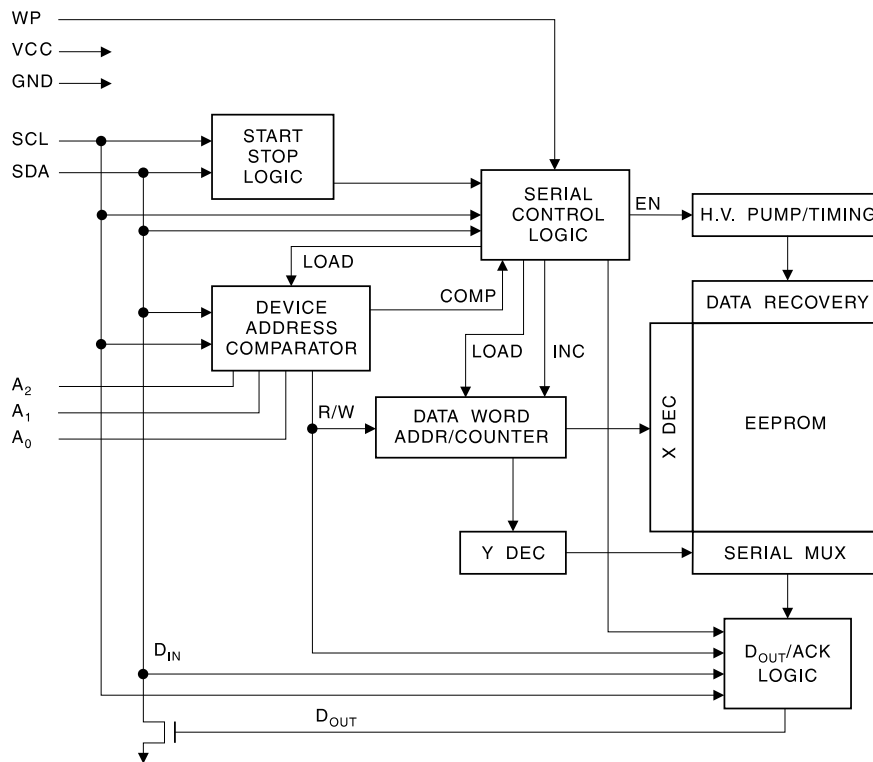 WP
VCC
GND
SCL
SDA
START
STOP
LOGIC
SERIAL
CONTROL
LOGIC
EN
H.V. PUMP/TIMING
LOAD
COMP
DATA RECOVERY
DEVICE
ADDRESS
COMPARATOR
LOAD
INC
A2
A1
A0
R/W
DATA WORD
ADDR/COUNTER
X DEC
EEPROM
Y DEC
SERIAL MUX
DIN
DOUT/ACK
LOGIC
DOUT